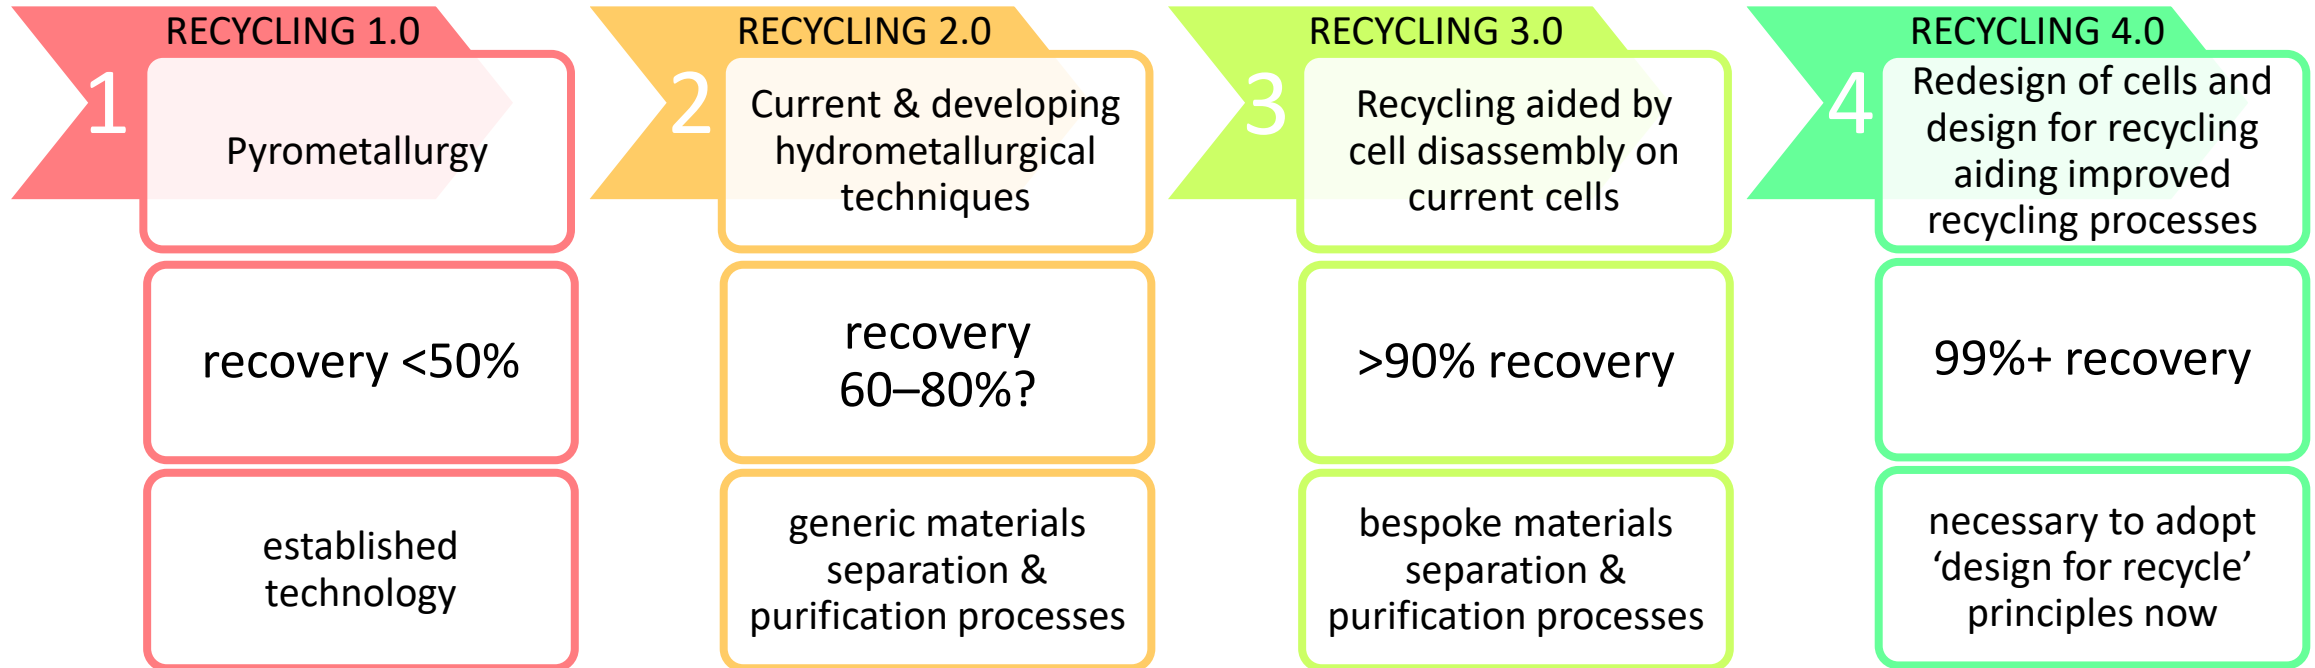 RECYCLING 1.0
1
Pyrometallurgy
recovery <50%
established
technology
RECYCLING 2.0
2
Current & developing
hydrometallurgical
techniques
recovery
60–80%?
generic materials
separation &
purification processes
RECYCLING 3.0
3
Recycling aided by
cell disassembly on
current cells
>90% recovery
bespoke materials
separation &
purification processes
RECYCLING 4.0
4
Redesign of cells and
design for recycling
aiding improved
recycling processes
99%+ recovery
necessary to adopt
‘design for recycle’
principles now